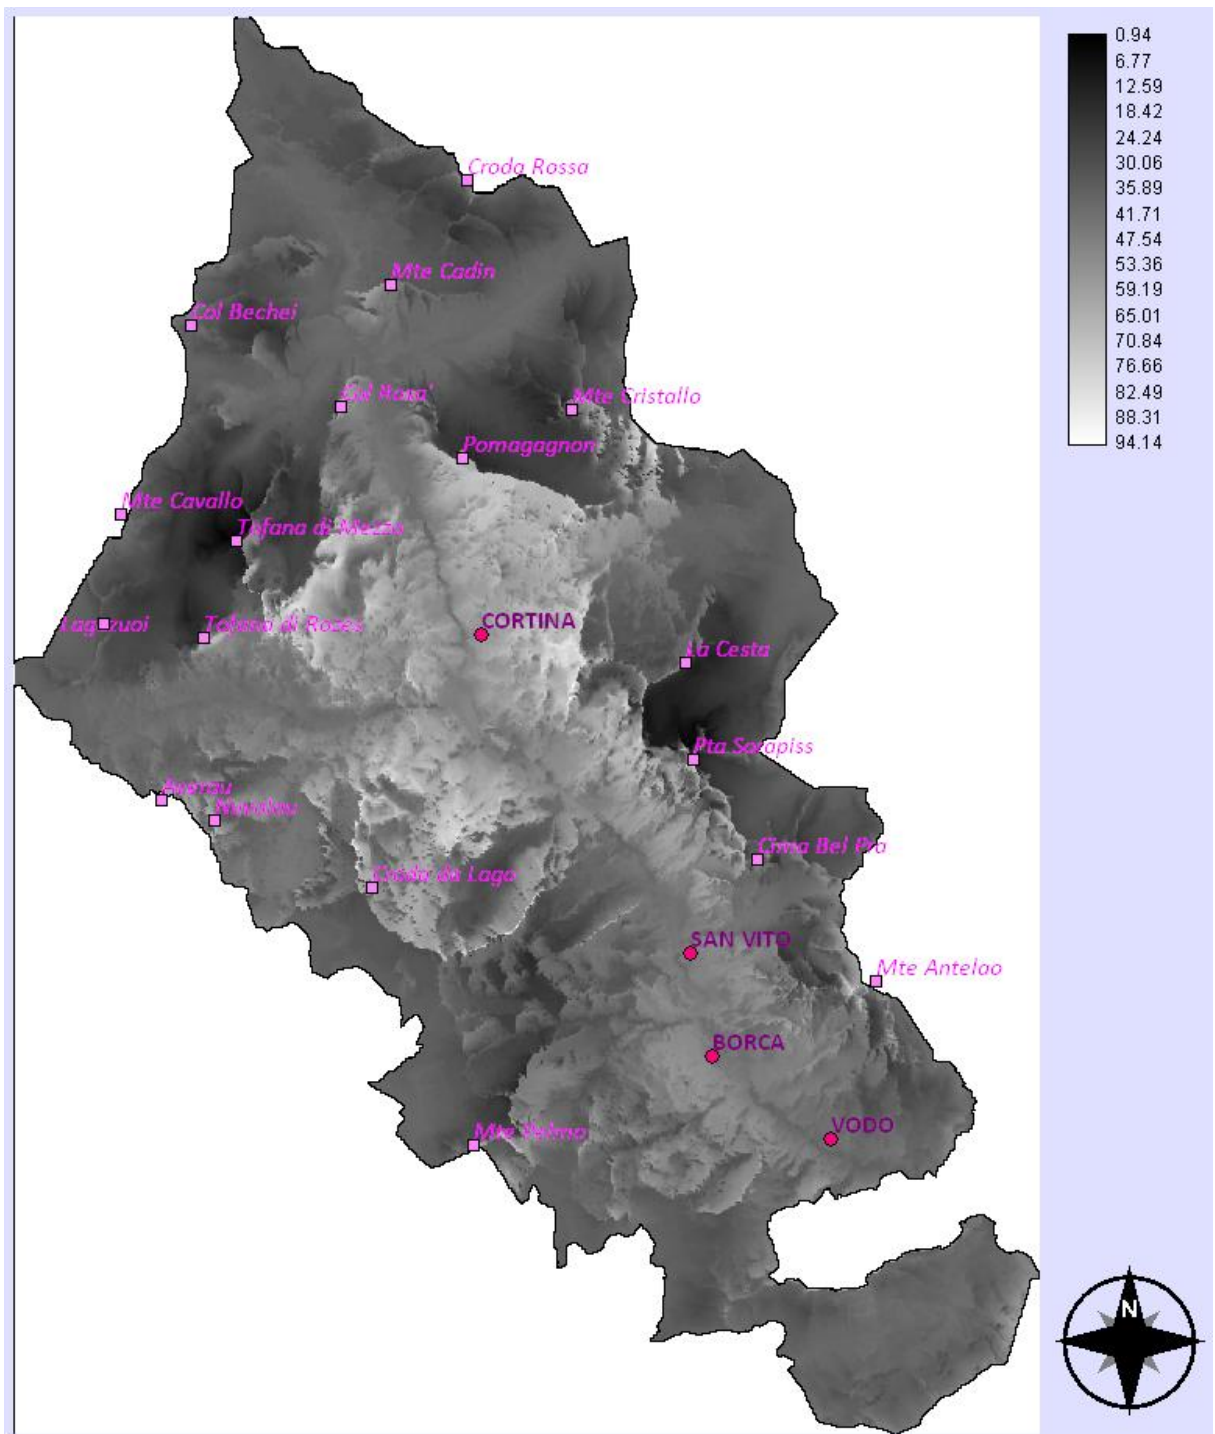 0.94
6.77
12.59
18.42
24.24
30.06
35.89
41.71
47.54
53.36
59.19
65.01
70.84
76.66
82.49
88.31
94.14
Croda Rossa
Mte Cadin
Col Bechei
Col Rosa'
Mte Cristallo
Pomagagnon
Mte Cavallo
Tofana di Mezzo
Lagazuoi
Tofana di Rozes
CORTINA
La Cesta
Pta Sorapiss
Averau
Nuvolau
Cima Bel Pra
Croda da Lago
SAN VITO
Mte Antelao
BORCA
Mte Pelmo
VODO
N